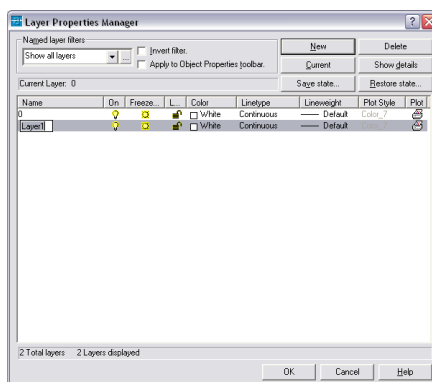 Layer Properties Manager
Named layer filters
Show all layers
...
Invert filter.
Apply to Object Properties toolbar.
New
Delete
Current
Show details
Save state...
Restore state...
Current Layer: 0
Name On Freeze... L... Color Linetype Lineweight Plot Style Plot
0 White Continuous Default Color_7
Layer1 White Continuous Default Color_7
2 Total layers 2 Layers displayed
OK
Cancel
Help